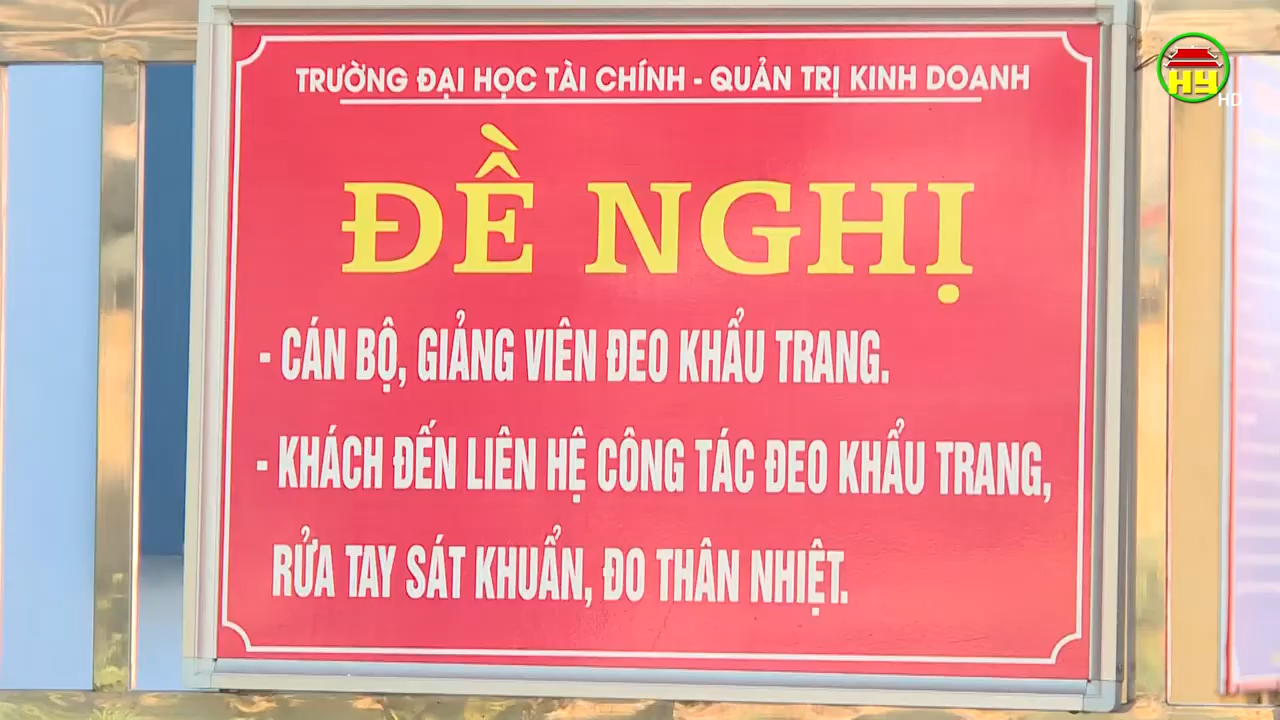 TRƯỜNG ĐẠI HỌC TÀI CHÍNH - QUẢN TRỊ KINH DOANH
ĐỀ NGHỊ
- CÁN BỘ, GIẢNG VIÊN ĐEO KHẨU TRANG.
- KHÁCH ĐẾN LIÊN HỆ CÔNG TÁC ĐEO KHẨU TRANG,
RỬA TAY SÁT KHUẨN, ĐO THÂN NHIỆT.
HY
HD